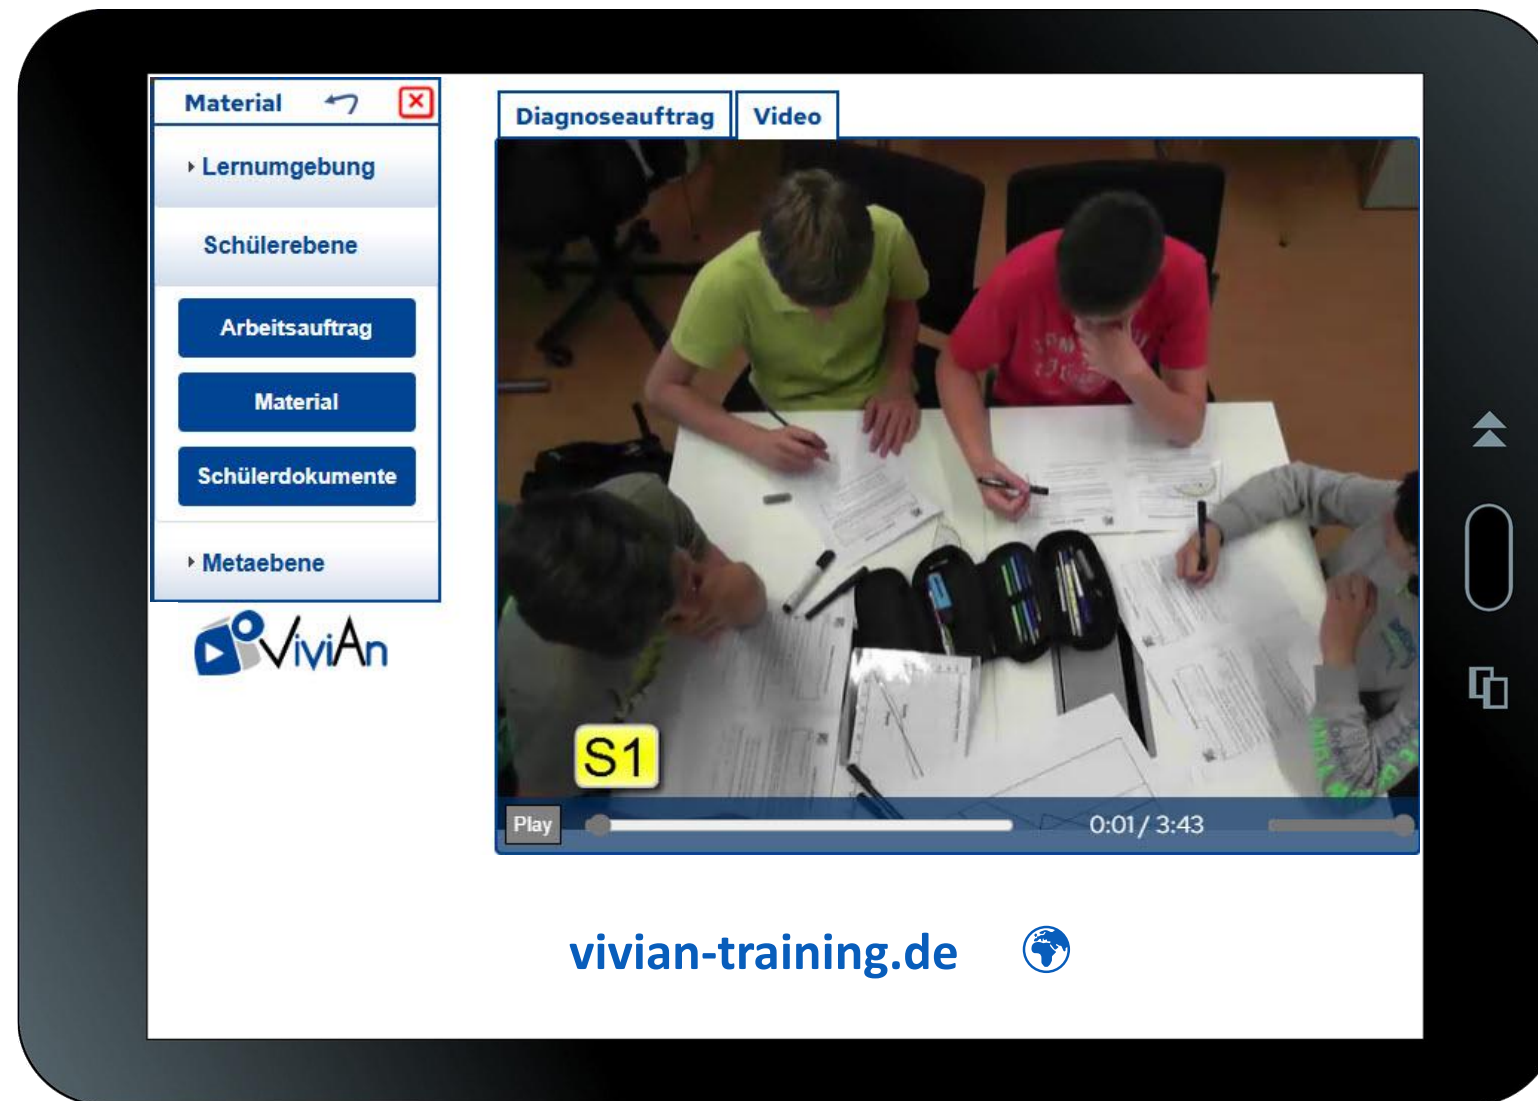 Material
Lernumgebung
Schülerebene
Arbeitsauftrag
Material
Schülerdokumente
Metaebene
ViviAn
Diagnoseauftrag
Video
S1
Play
0:01 / 3:43
vivian-training.de